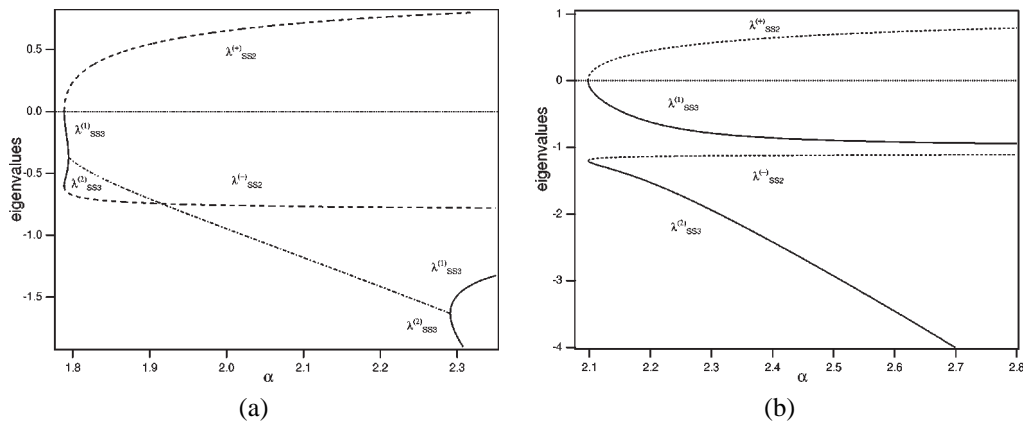 eigenvalues
0.5
0.0
-0.5
-1.0
-1.5
λ(+)SS2
λ(1)SS3
λ(2)SS3
λ(−)SS2
λ(1)SS3
λ(2)SS3
1.8 1.9 2.0 2.1 2.2 2.3
α
(a)
eigenvalues
1
0
-1
-2
-3
-4
λ(+)SS2
λ(1)SS3
λ(−)SS2
λ(2)SS3
2.1 2.2 2.3 2.4 2.5 2.6 2.7 2.8
α
(b)